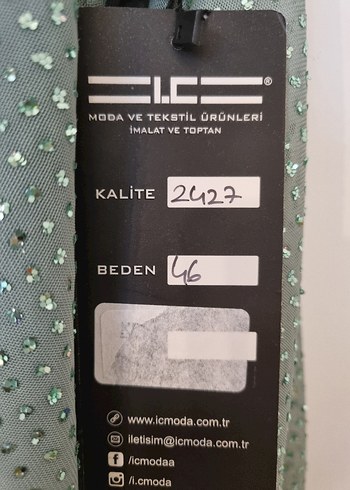 I.C ®
MODA VE TEKSTİL ÜRÜNLERİ
İMALAT VE TOPTAN
KALİTE 2427
BEDEN 46
www.icmoda.com.tr
iletisim@icmoda.com.tr
f /icmodaa
/i.cmoda